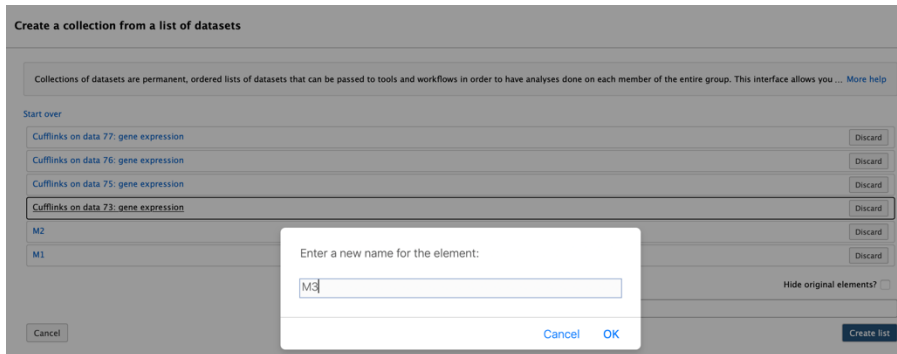 Create a collection from a list of datasets
Collections of datasets are permanent, ordered lists of datasets that can be passed to tools and workflows in order to have analyses done on each member of the entire group. This interface allows you ... More help
Start over
Cufflinks on data 77: gene expression Discard
Cufflinks on data 76: gene expression Discard
Cufflinks on data 75: gene expression Discard
Cufflinks on data 73: gene expression Discard
M2 Discard
M1 Discard
Enter a new name for the element:
M3
Hide original elements?
Cancel OK
Cancel Create list